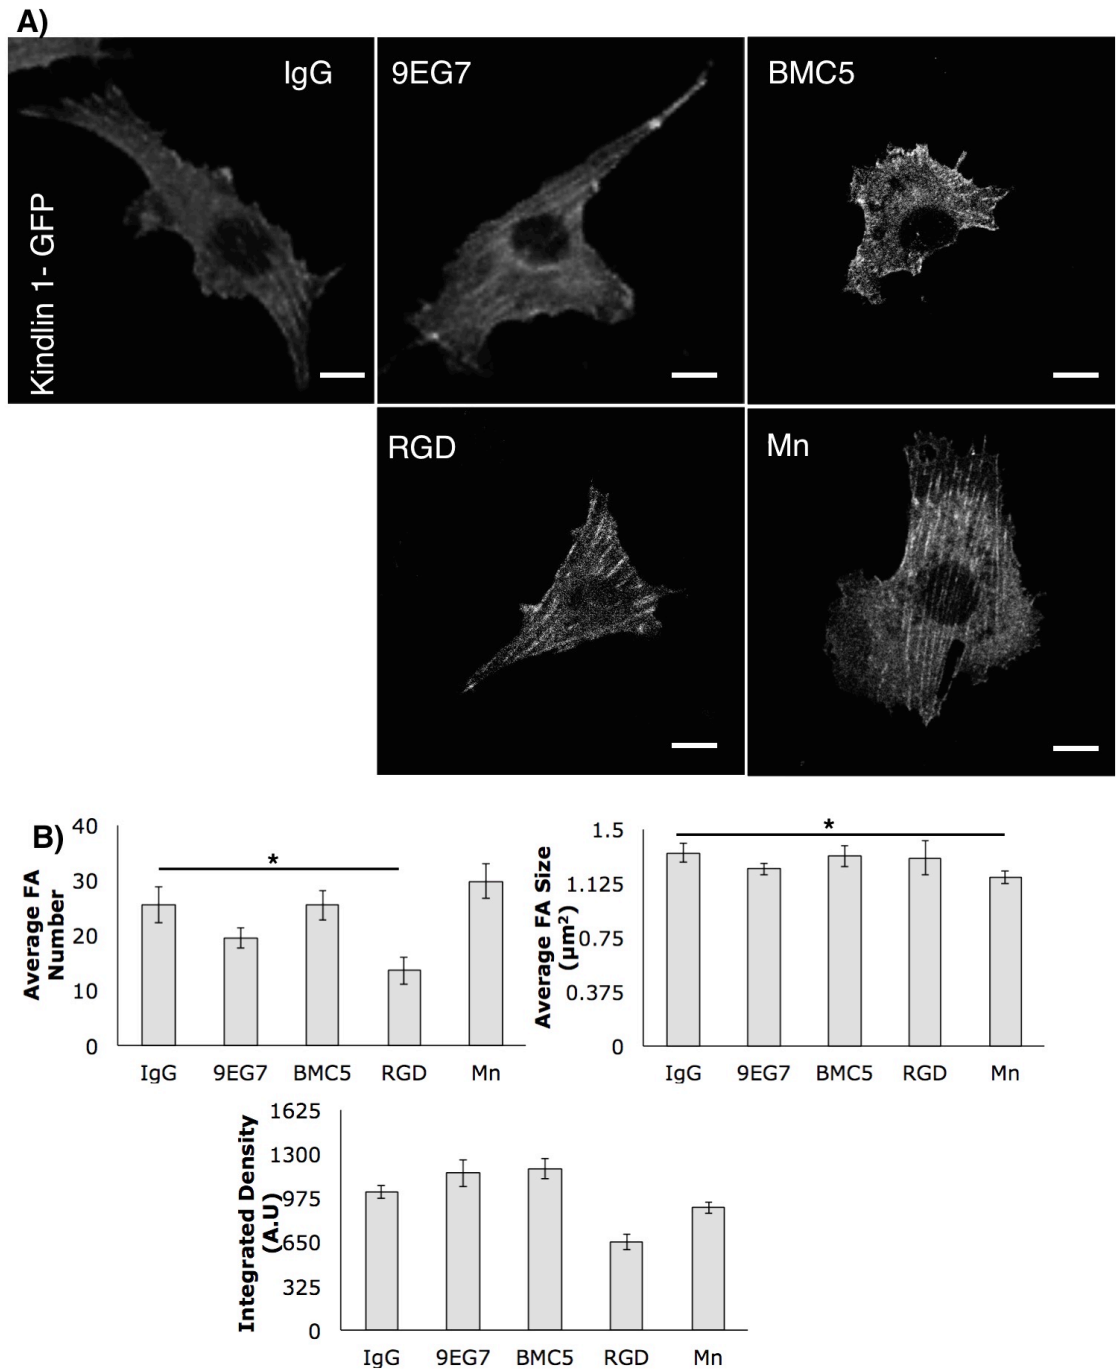 A)
IgG
9EG7
BMC5
Kindlin 1- GFP
RGD
Mn
B)
Average FA
Number
40
30
20
10
0
*
IgG 9EG7 BMC5 RGD Mn
Average FA Size
(μm²)
1.5
1.125
0.75
0.375
0
*
IgG 9EG7 BMC5 RGD Mn
Integrated Density
(A.U)
1625
1300
975
650
325
0
IgG 9EG7 BMC5 RGD Mn